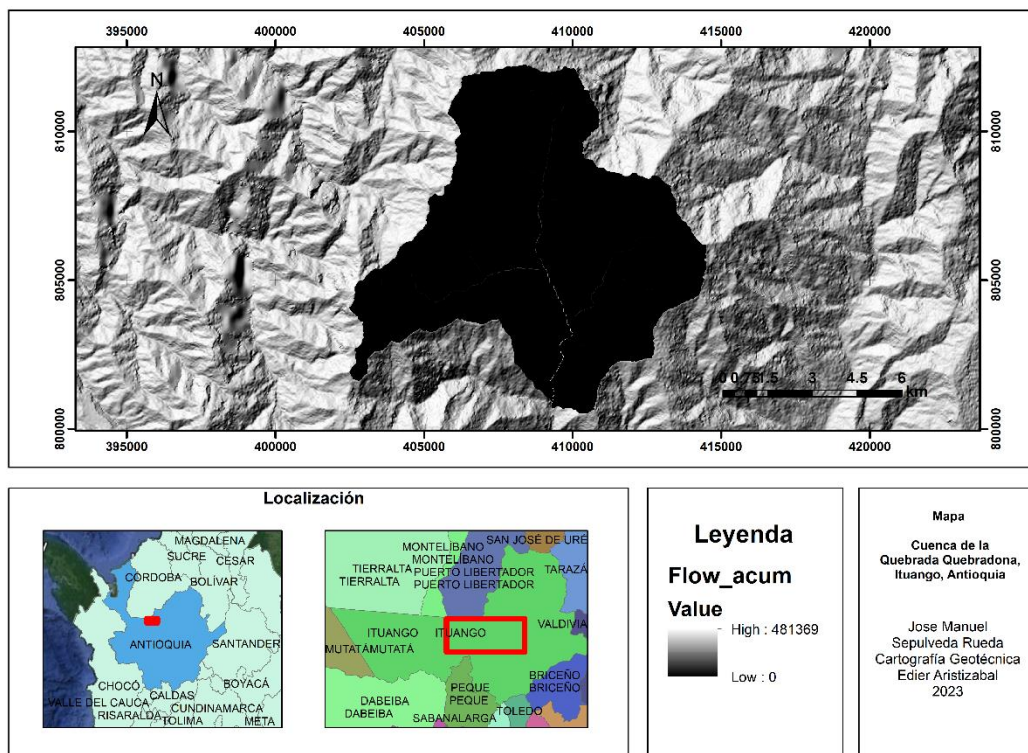 395000 400000 405000 410000 415000 420000
N
810000 810000
805000 805000
800000 800000
0 0.75 1.5 3 4.5 6
km
395000 400000 405000 410000 415000 420000
Localización
MAGDALENA
SUCRE
CESAR
CÓRDOBA
BOLÍVAR
ANTIOQUIA
SANTANDER
BOYACÁ
CHOCÓ
CALDAS
VALLE DEL CAUCA
CUNDINAMARCA
RISARALDA
META
TOLIMA
SAN JOSÉ DE URÉ
MONTELÍBANO
MONTELÍBANO
TIERRALTA
PUERTO LIBERTADOR
TARAZÁ
TIERRALTA
PUERTO LIBERTADOR
VALDIVIA
ITUANGO
ITUANGO
MUTATÁ
MUTATÁ
BRICEÑO
PEQUE
BRICEÑO
DABEIBA
PEQUE
TOLEDO
DABEIBA
SABANALARGA
Leyenda
Flow_acum
Value
High : 481369
Low : 0
Mapa
Cuenca de la
Quebrada Quebradona,
Ituango, Antioquia
Jose Manuel
Sepulveda Rueda
Cartografía Geotécnica
Edier Aristizabal
2023